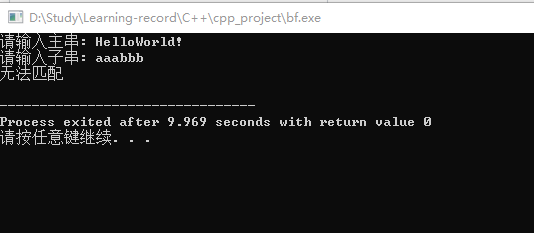 D:\Study\Learning-record\C++\cpp_project\bf.exe
请输入主串: HelloWorld!
请输入子串: aaabbb
无法匹配
--------------------------------
Process exited after 9.969 seconds with return value 0
请按任意键继续. . .